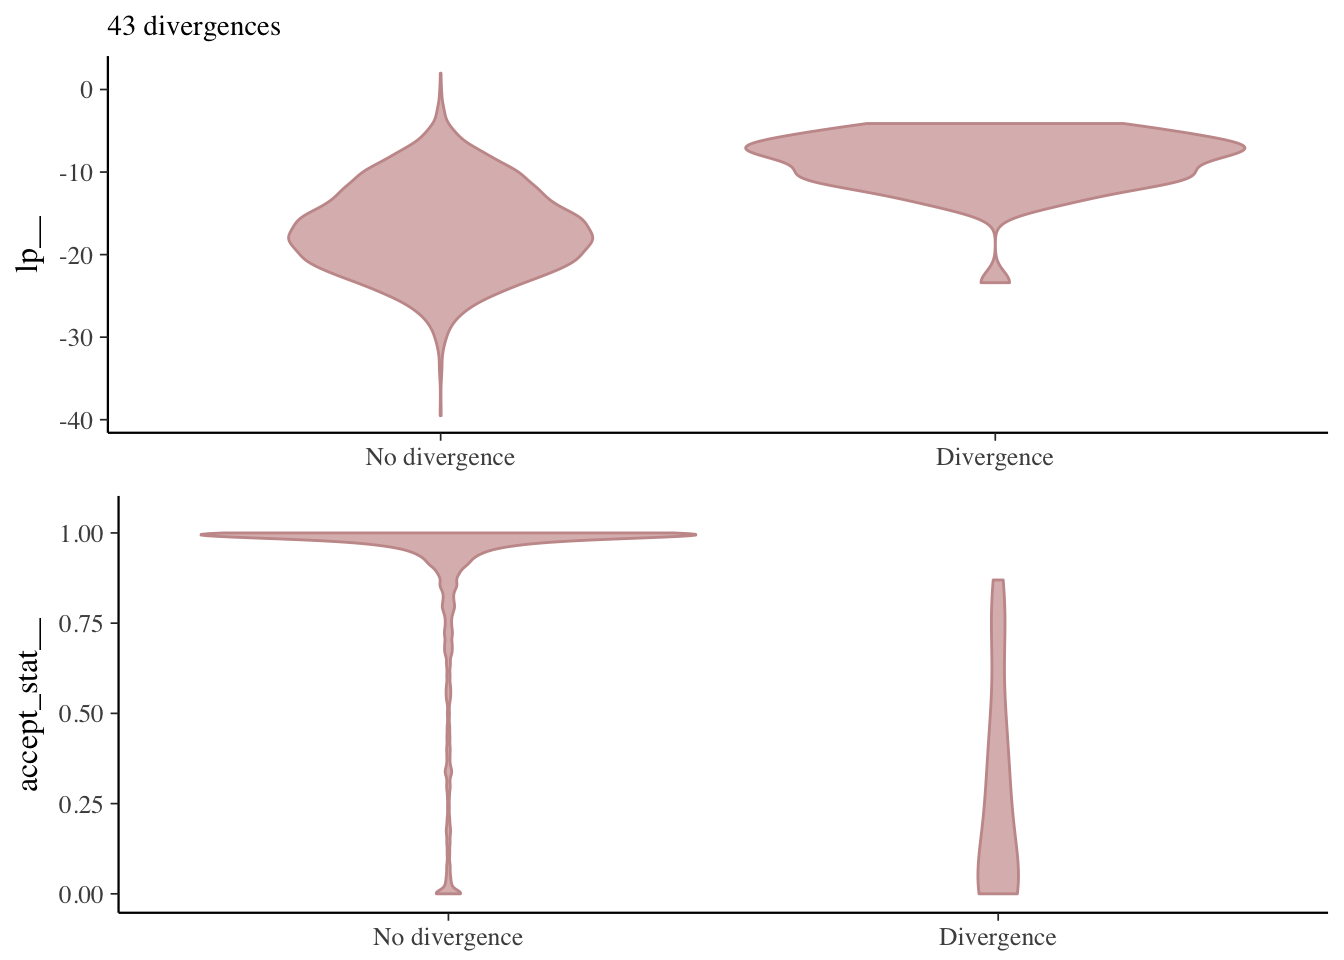 43 divergences
lp__
0
-10
-20
-30
-40
No divergence
Divergence
accept_stat__
1.00
0.75
0.50
0.25
0.00
No divergence
Divergence